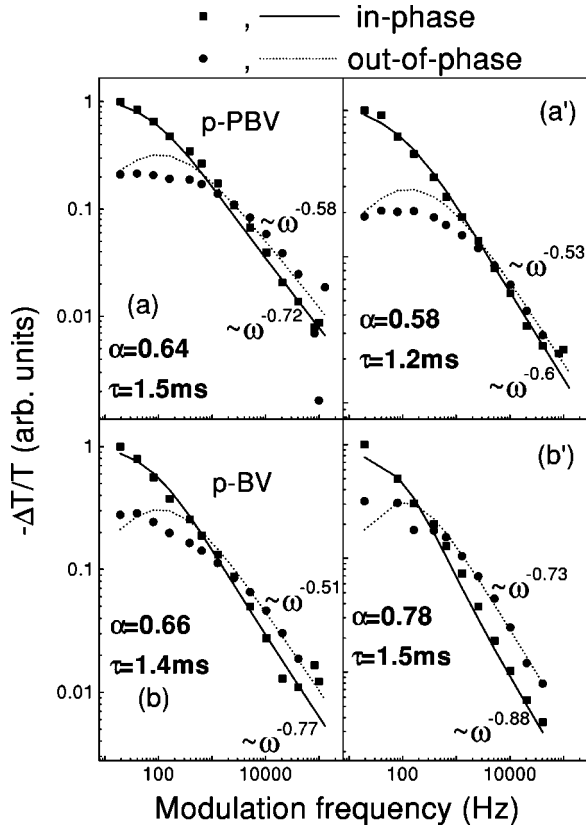 ■ , — in-phase
● , ······ out-of-phase
p-PBV
(a')
1
0.1
0.01
~ω^-0.58
~ω^-0.72
(a)
α=0.64
τ=1.5ms
~ω^-0.53
~ω^-0.6
α=0.58
τ=1.2ms
p-BV
(b')
1
0.1
0.01
~ω^-0.51
~ω^-0.77
α=0.66
τ=1.4ms
(b)
~ω^-0.73
~ω^-0.88
α=0.78
τ=1.5ms
-ΔT/T (arb. units)
100 10000 100 10000
Modulation frequency (Hz)